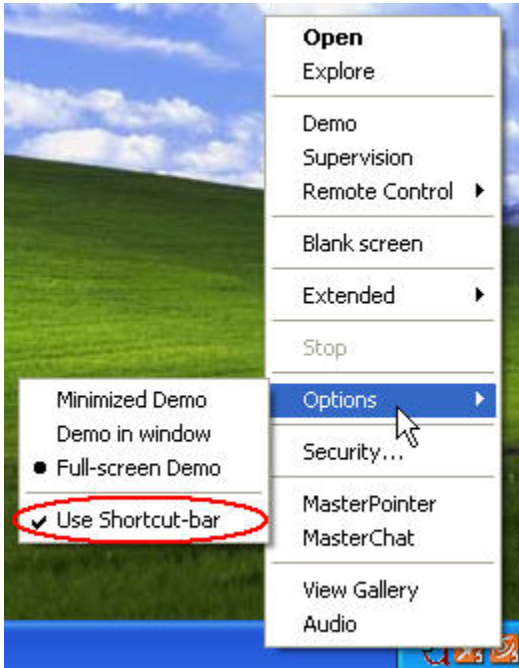 Open
Explore
Demo
Supervision
Remote Control
Blank screen
Extended
Stop
Options
Security...
MasterPointer
MasterChat
View Gallery
Audio
Minimized Demo
Demo in window
Full-screen Demo
Use Shortcut-bar